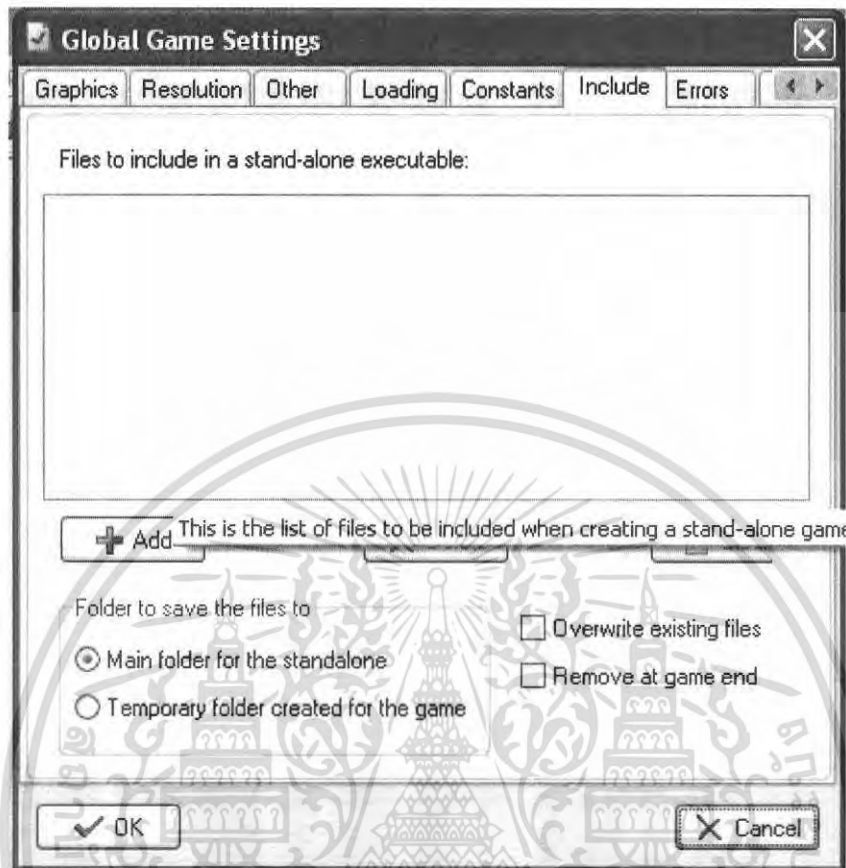 Global Game Settings
Graphics Resolution Other Loading Constants Include Errors
Files to include in a stand-alone executable:
Add
This is the list of files to be included when creating a stand-alone game
Folder to save the files to
Main folder for the standalone
Temporary folder created for the game
Overwrite existing files
Remove at game end
OK
Cancel